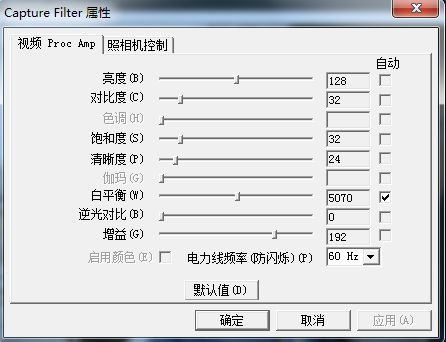 Capture Filter 属性
视频 Proc Amp 照相机控制
自动
亮度(B) 128
对比度(C) 32
色调(H)
饱和度(S) 32
清晰度(P) 24
伽玛(G)
白平衡(W) 5070
逆光对比(B) 0
增益(G) 192
启用颜色(E) 电力线频率(防闪烁)(P) 60 Hz
默认值(D)
确定 取消 应用(A)